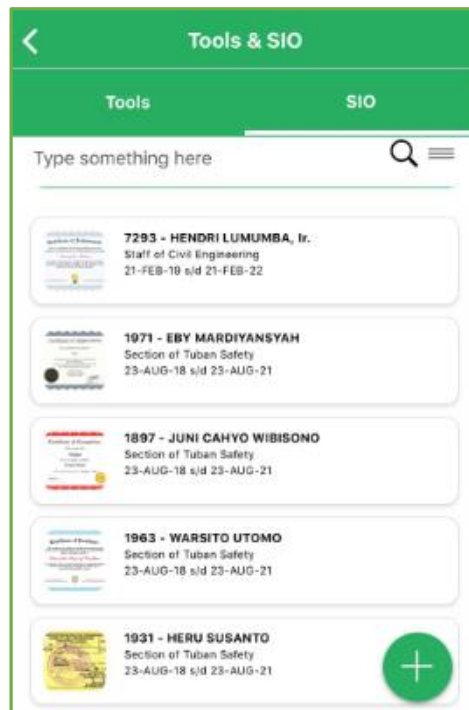 Tools & SIO
Tools
SIO
Type something here
7293 - HENDRI LUMUMBA, Ir.
Staff of Civil Engineering
21-FEB-19 s/d 21-FEB-22
1971 - EBY MARDIYANSYAH
Section of Tuban Safety
23-AUG-18 s/d 23-AUG-21
1897 - JUNI CAHYO WIBISONO
Section of Tuban Safety
23-AUG-18 s/d 23-AUG-21
1963 - WARSITO UTOMO
Section of Tuban Safety
23-AUG-18 s/d 23-AUG-21
1931 - HERU SUSANTO
Section of Tuban Safety
23-AUG-18 s/d 23-AUG-21